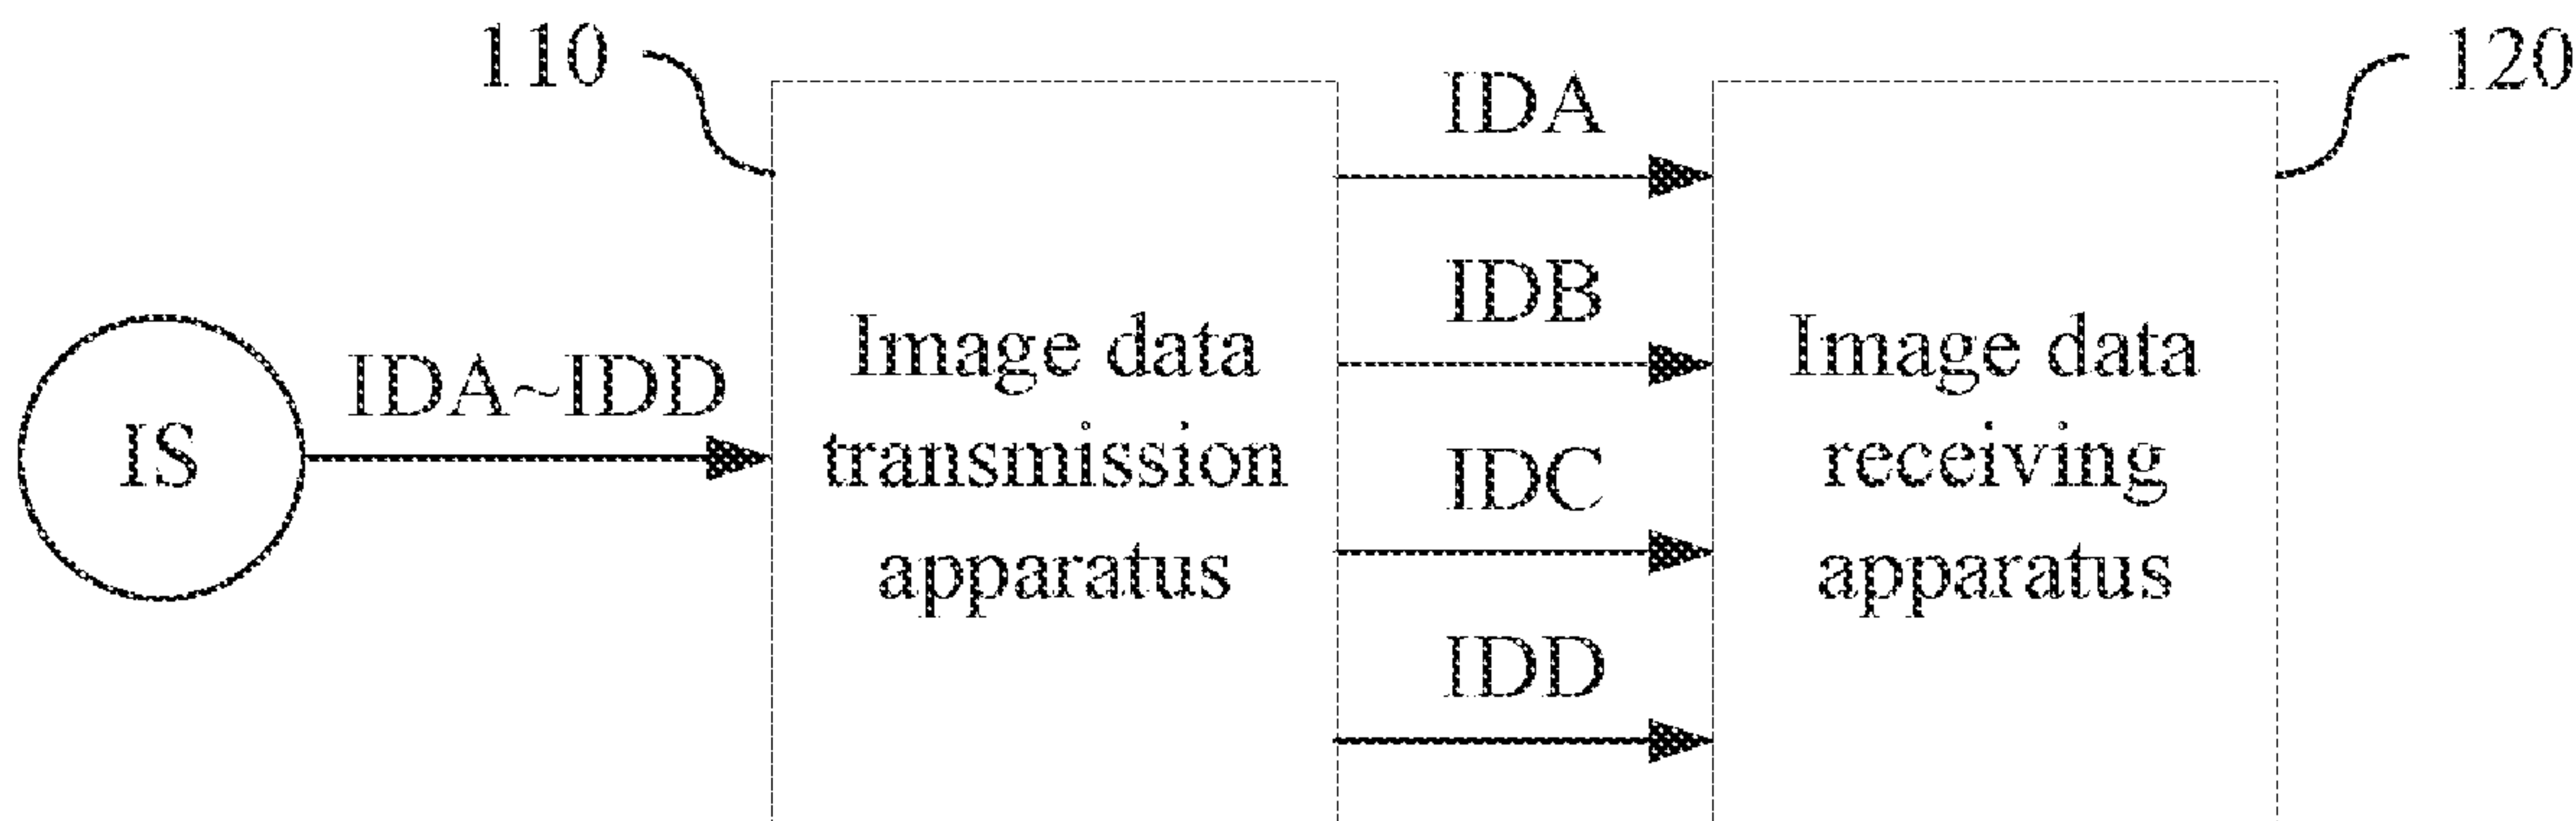 110
120
IDA
IDB
IDA~IDD
IS
Image data
transmission
apparatus
IDC
IDD
Image data
receiving
apparatus